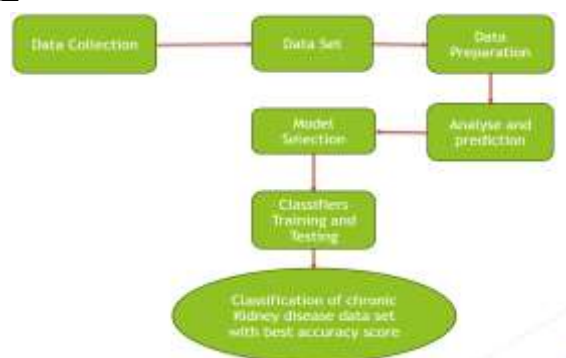 Data Collection
Data Set
Data
Preparation
Analyse and
prediction
Model
Selection
Classifiers
Training and
Testing
Classification of chronic
Kidney disease data set
with best accuracy score